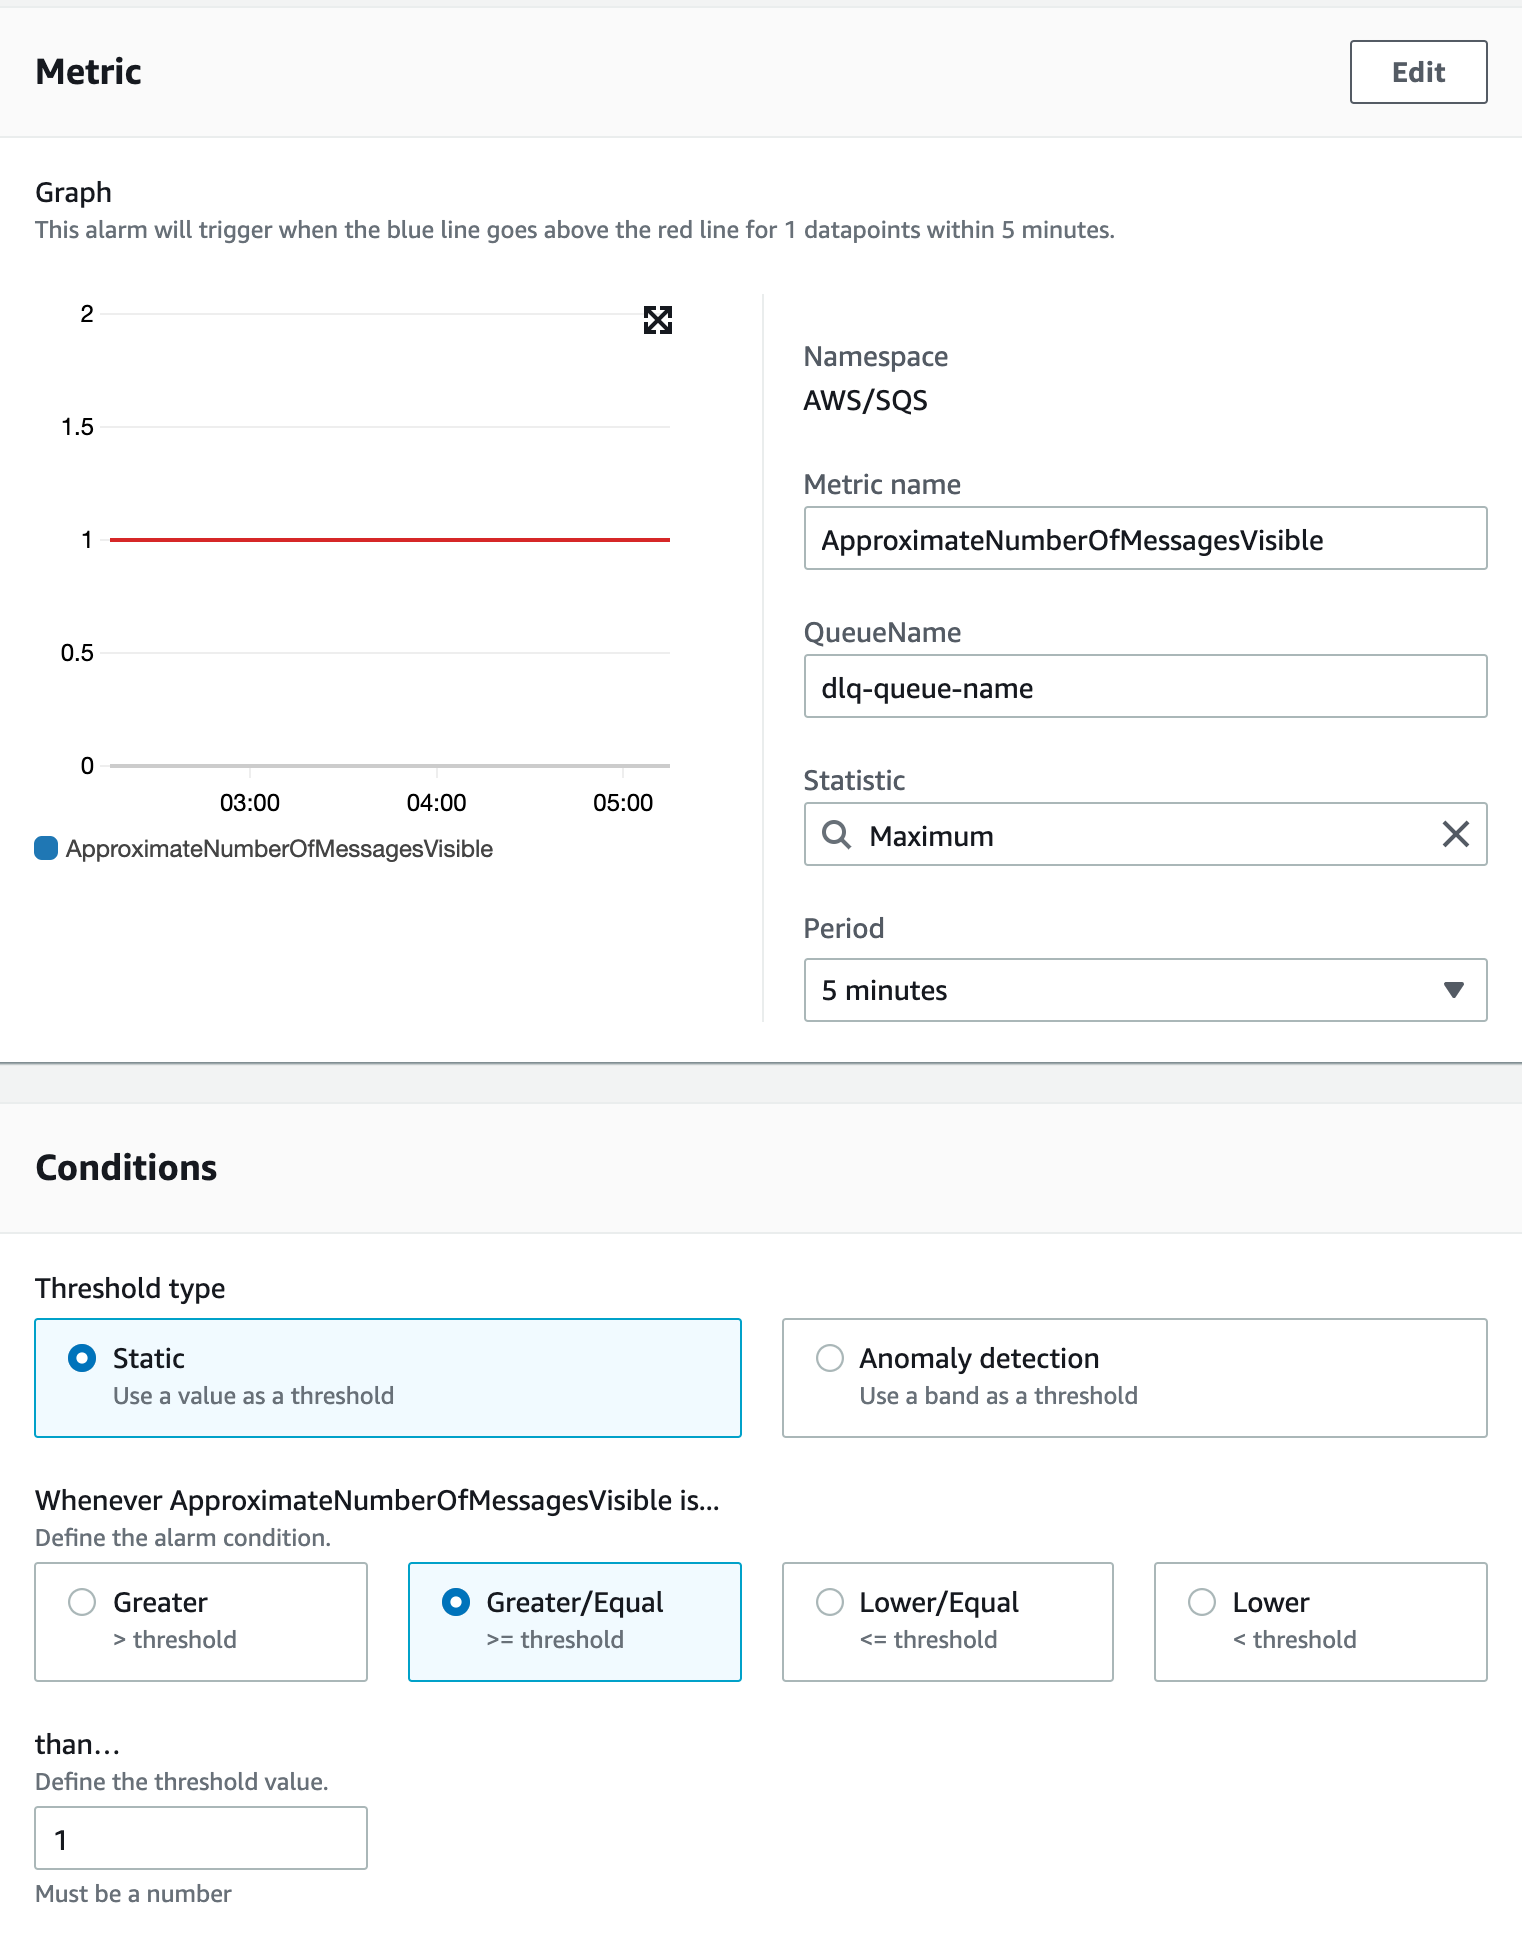 Metric
Edit
Graph
This alarm will trigger when the blue line goes above the red line for 1 datapoints within 5 minutes.
2
1.5
1
0.5
0
03:00 04:00 05:00
ApproximateNumberOfMessagesVisible
Namespace
AWS/SQS
Metric name
ApproximateNumberOfMessagesVisible
QueueName
dlq-queue-name
Statistic
Maximum
Period
5 minutes
Conditions
Threshold type
Static
Use a value as a threshold
Anomaly detection
Use a band as a threshold
Whenever ApproximateNumberOfMessagesVisible is...
Define the alarm condition.
Greater
> threshold
Greater/Equal
>= threshold
Lower/Equal
<= threshold
Lower
< threshold
than...
Define the threshold value.
1
Must be a number